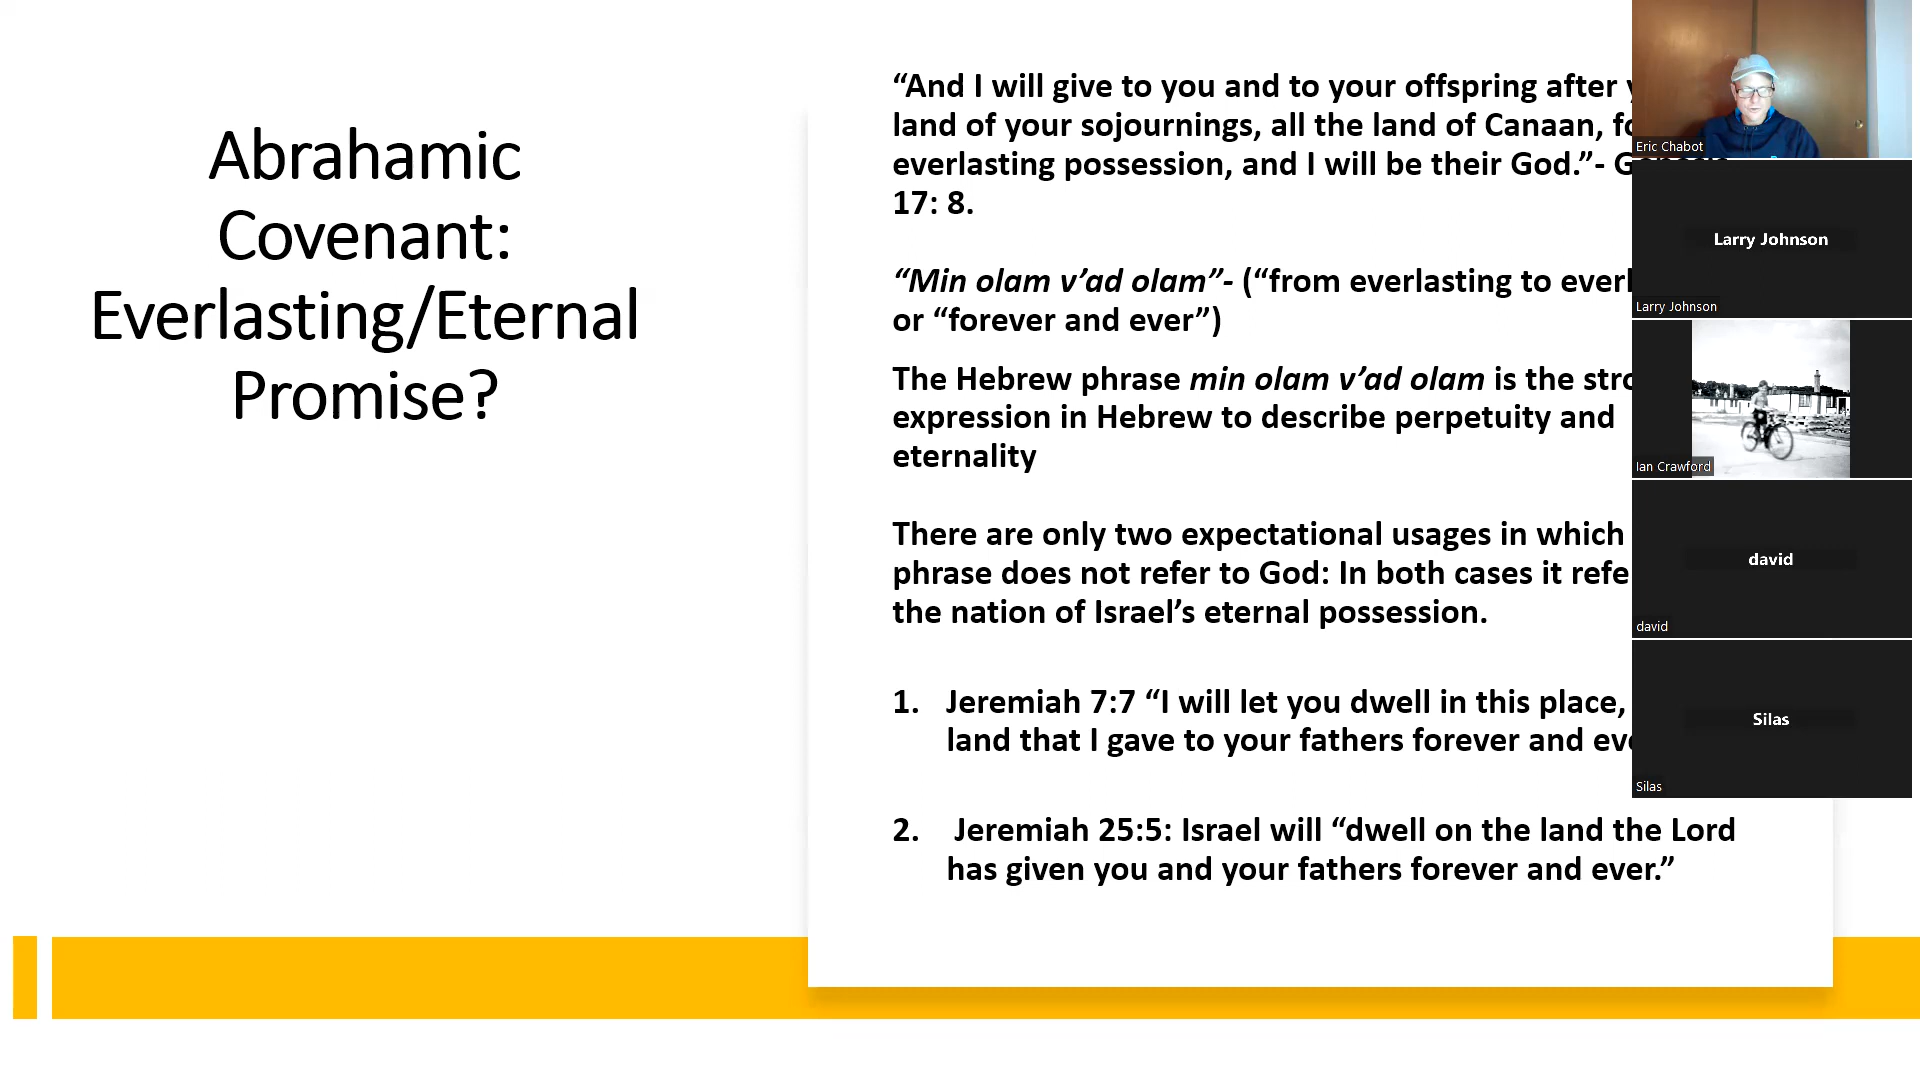 Abrahamic
Covenant:
Everlasting/Eternal
Promise?
“And I will give to you and to your offspring after
land of your sojournings, all the land of Canaan,
everlasting possession, and I will be their God.”-
17: 8.
“Min olam v’ad olam”- (“from everlasting to
or “forever and ever”)
The Hebrew phrase min olam v’ad olam is the
expression in Hebrew to describe perpetuity and
eternality
There are only two expectational usages in which
phrase does not refer to God: In both cases it
the nation of Israel’s eternal possession.
1. Jeremiah 7:7 “I will let you dwell in this place,
land that I gave to your fathers forever and
2. Jeremiah 25:5: Israel will “dwell on the land the Lord
has given you and your fathers forever and ever.”
Eric Chabot
Larry Johnson
Larry Johnson
Ian Crawford
david
david
Silas
Silas